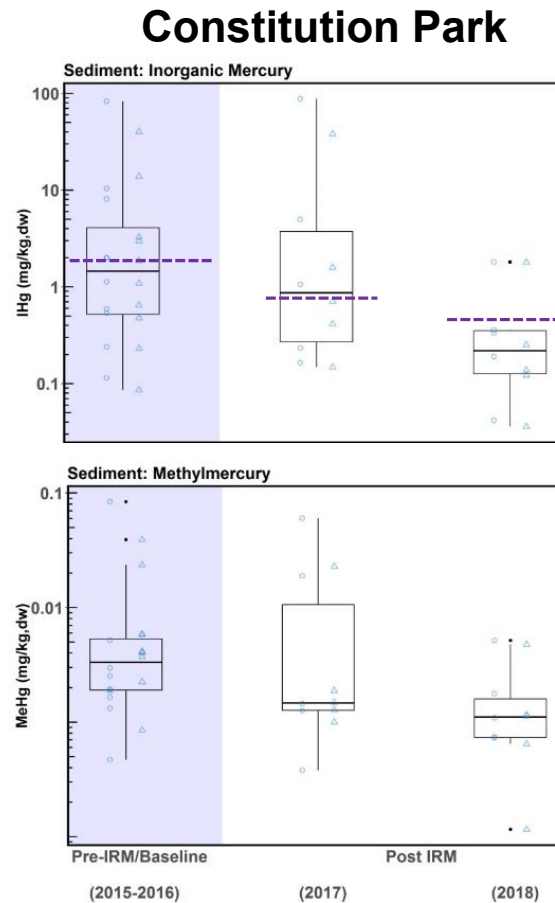 Constitution Park
Sediment: Inorganic Mercury
IHg (mg/kg,dw)
100
10
1
0.1
Sediment: Methylmercury
MeHg (mg/kg,dw)
0.1
0.01
Pre-IRM/Baseline Post IRM
(2015-2016) (2017) (2018)